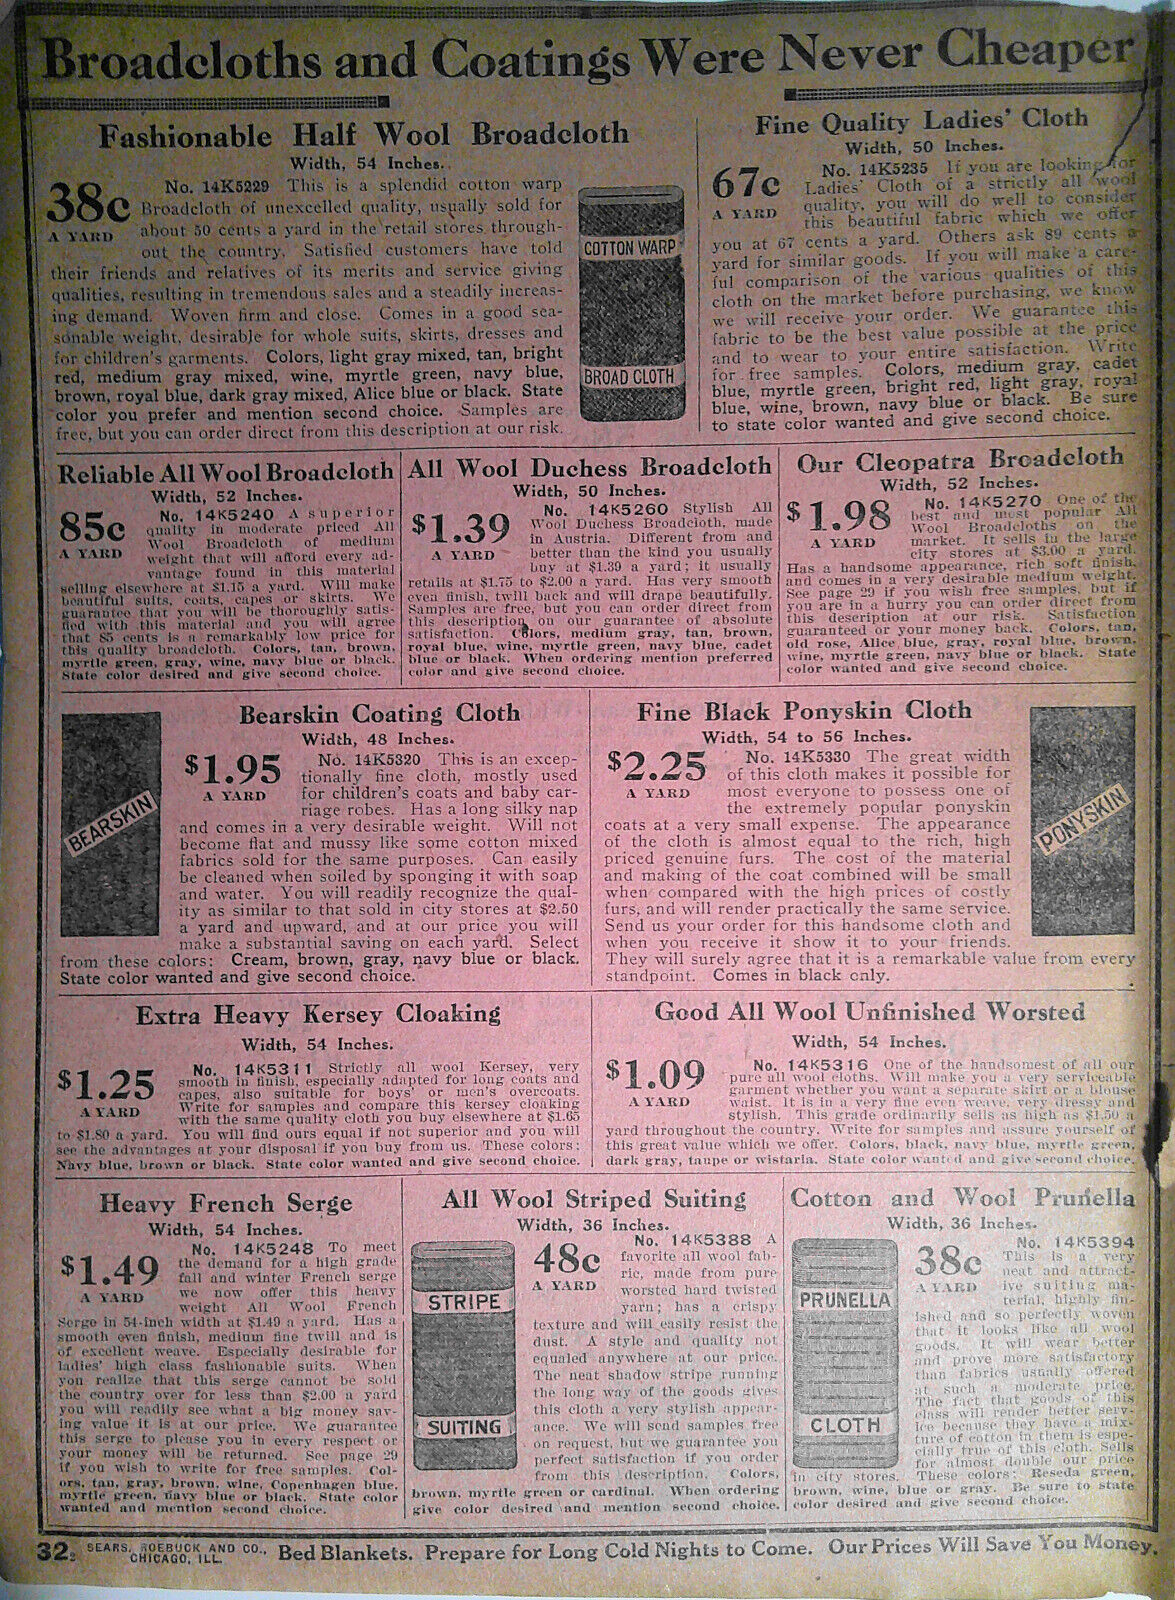 Broadcloths and Coatings Were Never Cheaper
Fashionable Half Wool Broadcloth
Width, 54 Inches.
38c
A YARD
No. 14K5229 This is a splendid cotton warp
Broadcloth of unexcelled quality, usually sold for
about 50 cents a yard in the retail stores through-
out the country. Satisfied customers have told
their friends and relatives of its merits and service giving
qualities, resulting in tremendous sales and a steadily increas-
ing demand. Woven firm and close. Comes in a good sea-
sonable weight, desirable for whole suits, skirts, dresses and
for children's garments. Colors, light gray mixed, tan, bright
red, medium gray mixed, wine, myrtle green, navy blue,
brown, royal blue, dark gray mixed, Alice blue or black. State
color you prefer and mention second choice. Samples are
free, but you can order direct from this description at our risk.
COTTON WARP
BROAD CLOTH
Fine Quality Ladies' Cloth
Width, 50 Inches.
67c
A YARD
No. 14K5235 If you are looking for
Ladies' Cloth of a strictly all wool
quality, you will do well to consider
this beautiful fabric which we offer
you at 67 cents a yard. Others ask 89 cents a
yard for similar goods. If you will make a care-
ful comparison of the various qualities of this
cloth on the market before purchasing, we know
we will receive your order. We guarantee this
fabric to be the best value possible at the price
and to wear to your entire satisfaction. Write
for free samples. Colors, medium gray, cadet
blue, myrtle green, bright red, light gray, royal
blue, wine, brown, navy blue or black. Be sure
to state color wanted and give second choice.
Reliable All Wool Broadcloth
Width, 52 Inches.
85c
A YARD
No. 14K5240 A superior
quality in moderate priced All
Wool Broadcloth of medium
weight that will afford every ad-
vantage found in this material
selling elsewhere at $1.15 a yard. Will make
beautiful suits, coats, capes or skirts. We
guarantee that you will be thoroughly satis-
fied with this material and you will agree
that 85 cents is a remarkably low price for
this quality broadcloth. Colors, tan, brown,
myrtle green, gray, wine, navy blue or black.
State color desired and give second choice.
All Wool Duchess Broadcloth
Width, 50 Inches.
$1.39
A YARD
No. 14K5260 Stylish All
Wool Duchess Broadcloth, made
in Austria. Different from and
better than the kind you usually
buy at $1.39 a yard; it usually
retails at $1.75 to $2.00 a yard. Has very smooth
even finish, twill back and will drape beautifully.
Samples are free, but you can order direct from
this description on our guarantee of absolute
satisfaction. Colors, medium gray, tan, brown,
royal blue, wine, myrtle green, navy blue, cadet
blue or black. When ordering mention preferred
color and give second choice.
Our Cleopatra Broadcloth
Width, 52 Inches.
$1.98
A YARD
No. 14K5270 One of the
best and most popular All
Wool Broadcloths on the
market. It sells in the large
city stores at $3.00 a yard.
Has a handsome appearance, rich soft finish,
and comes in a very desirable medium weight.
See page 29 if you wish free samples, but if
you are in a hurry you can order direct from
this description at our risk. Satisfaction
guaranteed or your money back. Colors, tan,
old rose, Alice blue, gray, royal blue, brown,
wine, myrtle green, navy blue or black. State
color wanted and give second choice.
BEARSKIN
Bearskin Coating Cloth
Width, 48 Inches.
$1.95
A YARD
No. 14K5320 This is an excep-
tionally fine cloth, mostly used
for children's coats and baby car-
riage robes. Has a long silky nap
and comes in a very desirable weight. Will not
become flat and mussy like some cotton mixed
fabrics sold for the same purposes. Can easily
be cleaned when soiled by sponging it with soap
and water. You will readily recognize the qual-
ity as similar to that sold in city stores at $2.50
a yard and upward, and at our price you will
make a substantial saving on each yard. Select
from these colors: Cream, brown, gray, navy blue or black.
State color wanted and give second choice.
Fine Black Ponyskin Cloth
Width, 54 to 56 Inches.
$2.25
A YARD
No. 14K5330 The great width
of this cloth makes it possible for
most everyone to possess one of
the extremely popular ponyskin
coats at a very small expense. The appearance
of the cloth is almost equal to the rich, high
priced genuine furs. The cost of the material
and making of the coat combined will be small
when compared with the high prices of costly
furs, and will render practically the same service.
Send us your order for this handsome cloth and
when you receive it show it to your friends.
They will surely agree that it is a remarkable value from every
standpoint. Comes in black only.
PONYSKIN
Extra Heavy Kersey Cloaking
Width, 54 Inches.
$1.25
A YARD
No. 14K5311 Strictly all wool Kersey, very
smooth in finish, especially adapted for long coats and
capes, also suitable for boys' or men's overcoats.
Write for samples and compare this kersey cloaking
with the same quality cloth you buy elsewhere at $1.65
to $1.80 a yard. You will find ours equal if not superior and you will
see the advantages at your disposal if you buy from us. These colors:
Navy blue, brown or black. State color wanted and give second choice.
Good All Wool Unfinished Worsted
Width, 54 Inches.
$1.09
A YARD
No. 14K5316 One of the handsomest of all our
pure all wool cloths. Will make you a very serviceable
garment whether you want a separate skirt or a blouse
waist. It is in a very fine even weave, very dressy and
stylish. This grade ordinarily sells as high as $1.50 a
yard throughout the country. Write for samples and assure yourself of
this great value which we offer. Colors, black, navy blue, myrtle green,
dark gray, taupe or wistaria. State color wanted and give second choice.
Heavy French Serge
Width, 54 Inches.
$1.49
A YARD
No. 14K5248 To meet
the demand for a high grade
fall and winter French serge
we now offer this heavy
weight All Wool French
Serge in 54-inch width at $1.49 a yard. Has a
smooth even finish, medium fine twill and is
of excellent weave. Especially desirable for
ladies' high class fashionable suits. When
you realize that this serge cannot be sold
the country over for less than $2.00 a yard
you will readily see what a big money sav-
ing value it is at our price. We guarantee
this serge to please you in every respect or
your money will be returned. See page 29
if you wish to write for free samples. Col-
ors, tan, gray, brown, wine, Copenhagen blue,
myrtle green, navy blue or black. State color
wanted and mention second choice.
STRIPE
SUITING
All Wool Striped Suiting
Width, 36 Inches.
48c
A YARD
No. 14K5388 A
favorite all wool fab-
ric, made from pure
worsted hard twisted
yarn; has a crispy
texture and will easily resist the
dust. A style and quality not
equaled anywhere at our price.
The neat shadow stripe running
the long way of the goods gives
this cloth a very stylish appear-
ance. We will send samples free
on request, but we guarantee you
perfect satisfaction if you order
from this description. Colors,
brown, myrtle green or cardinal. When ordering
give color desired and mention second choice.
Cotton and Wool Prunella
Width, 36 Inches.
PRUNELLA
CLOTH
38c
A YARD
No. 14K5394
This is a very
neat and attract-
ive suiting ma-
terial, highly fin-
ished and so perfectly woven
that it looks like all wool
goods. It will wear better
and prove more satisfactory
than fabrics usually offered
at such a moderate price.
The fact that goods of this
class will render better serv-
ice because they have a mix-
ture of cotton in them is espe-
cially true of this cloth. Sells
for almost double our price
in city stores. These colors: Reseda green,
brown, wine, blue or gray. Be sure to state
color desired and give second choice.
32₂ SEARS, ROEBUCK AND CO., CHICAGO, ILL. Bed Blankets. Prepare for Long Cold Nights to Come. Our Prices Will Save You Money.